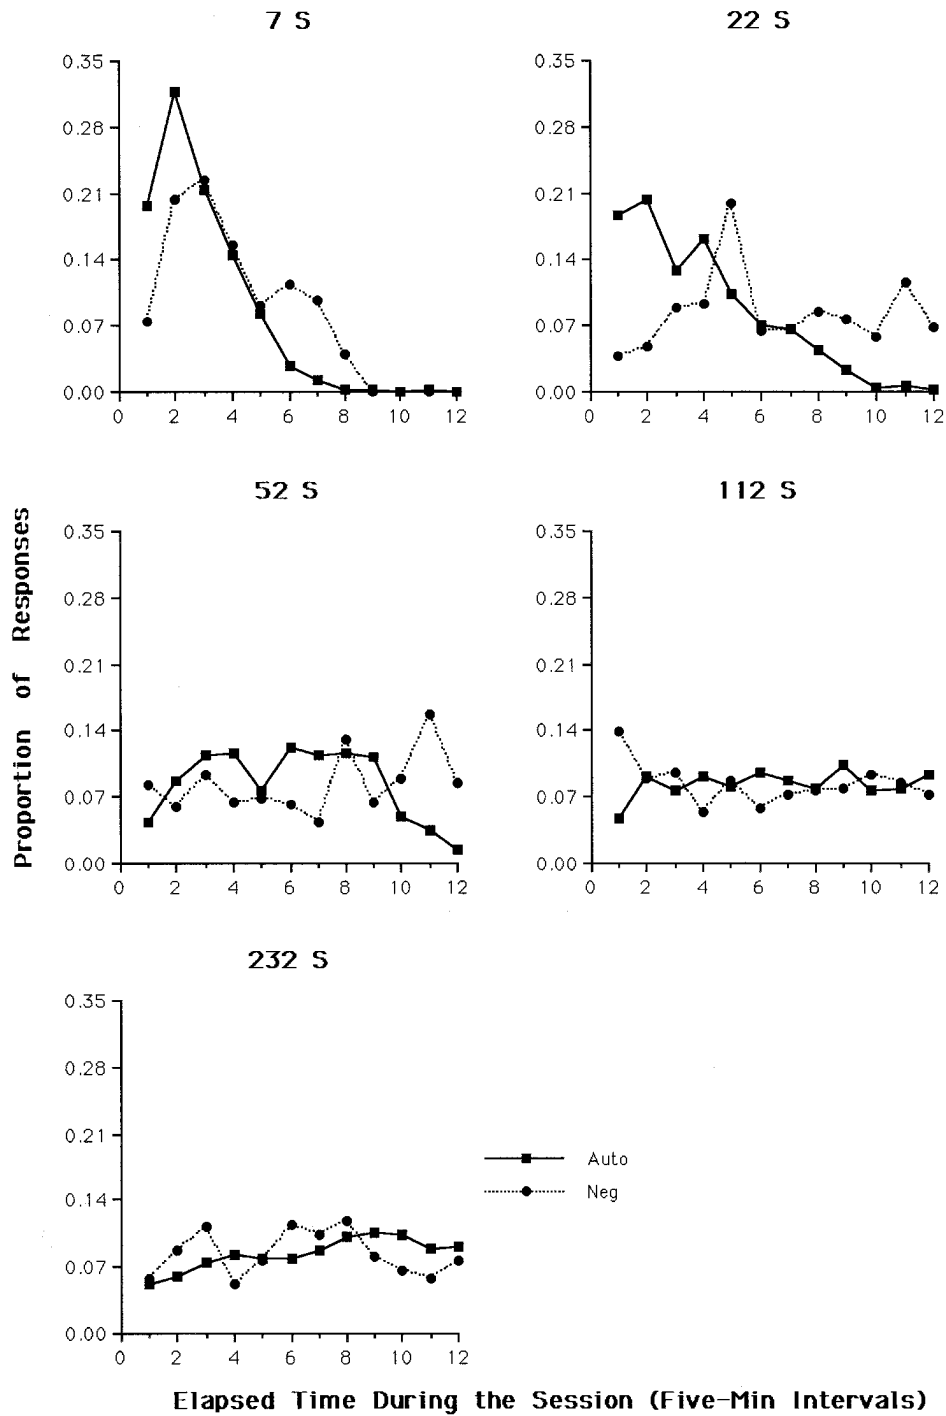 7 S
22 S
0.35
0.28
0.21
0.14
0.07
0.00
0 2 4 6 8 10 12
0.35
0.28
0.21
0.14
0.07
0.00
0 2 4 6 8 10 12
52 S
112 S
Proportion of Responses
0.35
0.28
0.21
0.14
0.07
0.00
0 2 4 6 8 10 12
0.35
0.28
0.21
0.14
0.07
0.00
0 2 4 6 8 10 12
232 S
0.35
0.28
0.21
0.14
0.07
0.00
0 2 4 6 8 10 12
Auto
Neg
Elapsed Time During the Session (Five-Min Intervals)